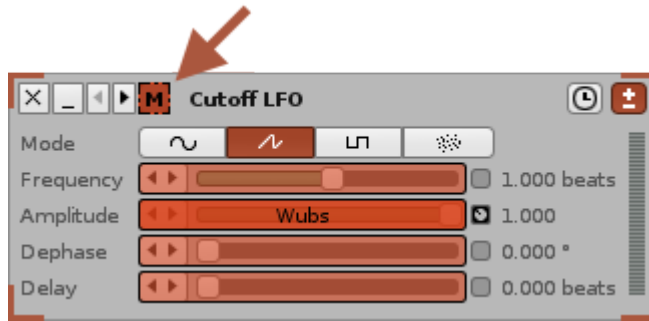 M Cutoff LFO
Mode
Frequency 1.000 beats
Amplitude Wubs 1.000
Dephase 0.000 °
Delay 0.000 beats